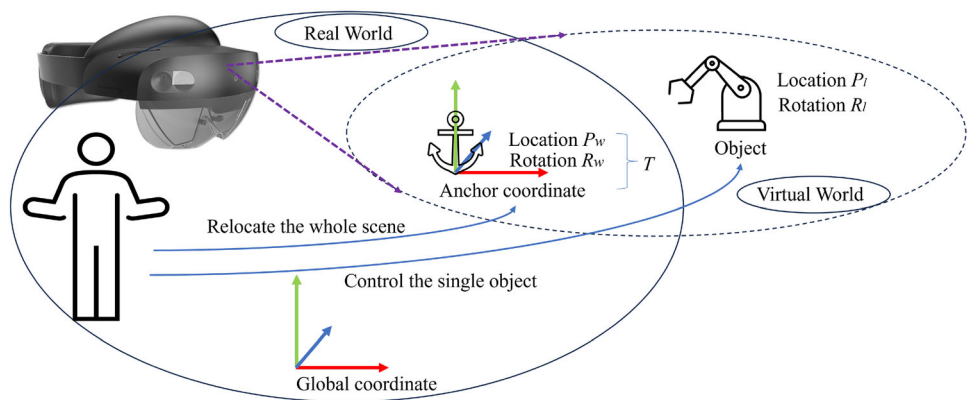 Real World
Location Pl
Rotation Rl
Object
Location Pw
Rotation Rw
T
Anchor coordinate
Virtual World
Relocate the whole scene
Control the single object
Global coordinate